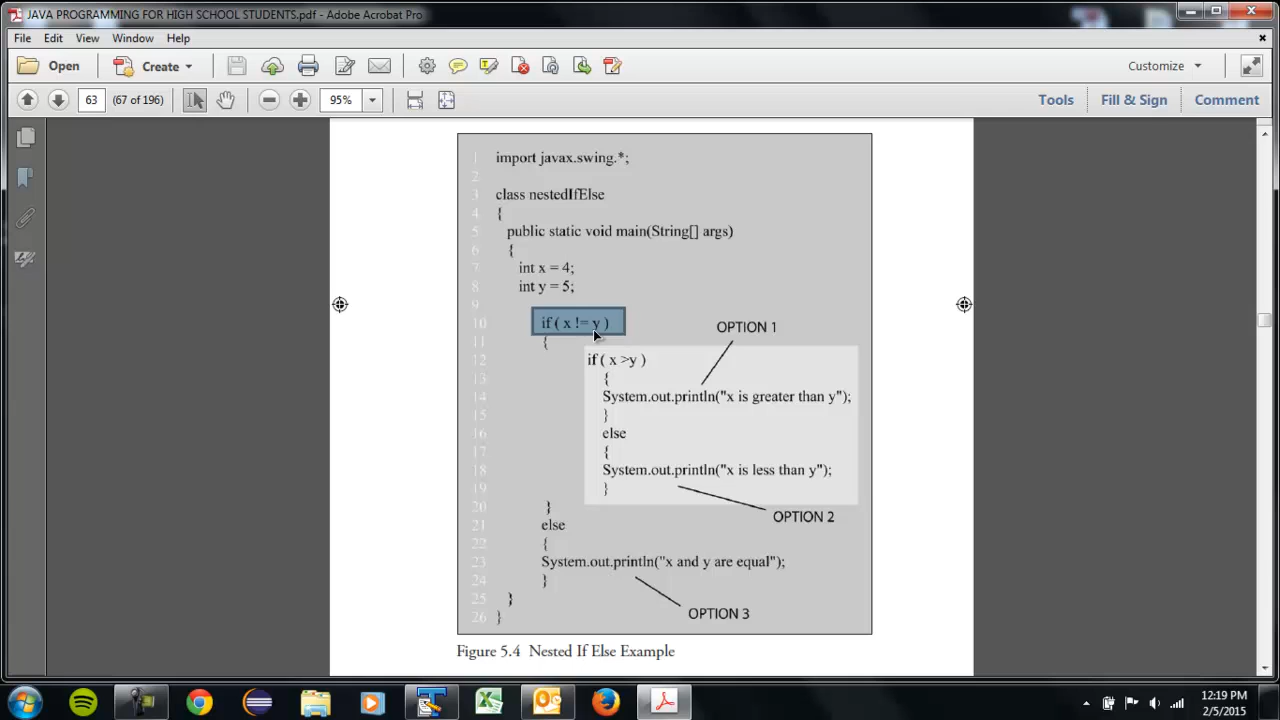 JAVA PROGRAMMING FOR HIGH SCHOOL STUDENTS.pdf - Adobe Acrobat Pro
File Edit View Window Help
Open Create Customize
63 (67 of 196) 95% Tools Fill & Sign Comment
1 import javax.swing.*;
2
3 class nestedIfElse
4 {
5 public static void main(String[] args)
6 {
7 int x = 4;
8 int y = 5;
9
10 if ( x != y )
OPTION 1
11 {
12 if ( x >y )
13 {
14 System.out.println("x is greater than y");
15 }
16 else
17 {
18 System.out.println("x is less than y");
19 }
20 }
OPTION 2
21 else
22 {
23 System.out.println("x and y are equal");
24 }
25 }
OPTION 3
26 }
Figure 5.4 Nested If Else Example
12:19 PM
2/5/2015